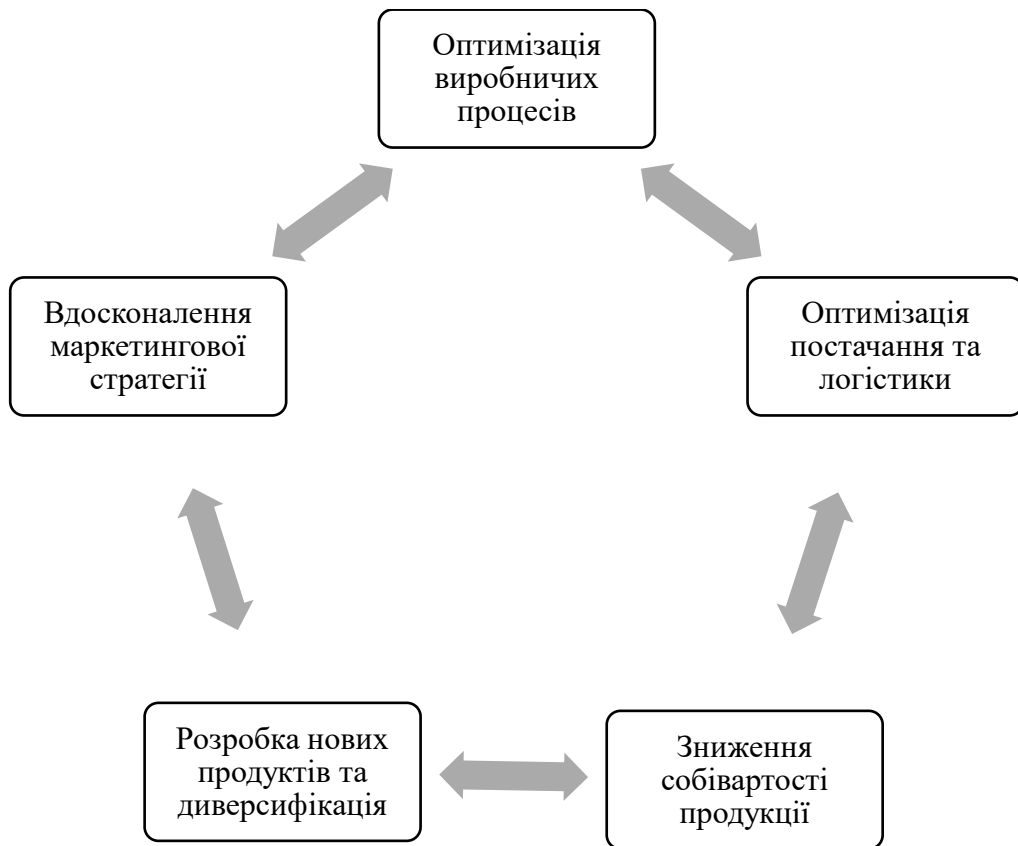 Оптимізація
виробничих
процесів
Вдосконалення
маркетингової
стратегії
Оптимізація
постачання та
логістики
Розробка нових
продуктів та
диверсифікація
Зниження
собівартості
продукції